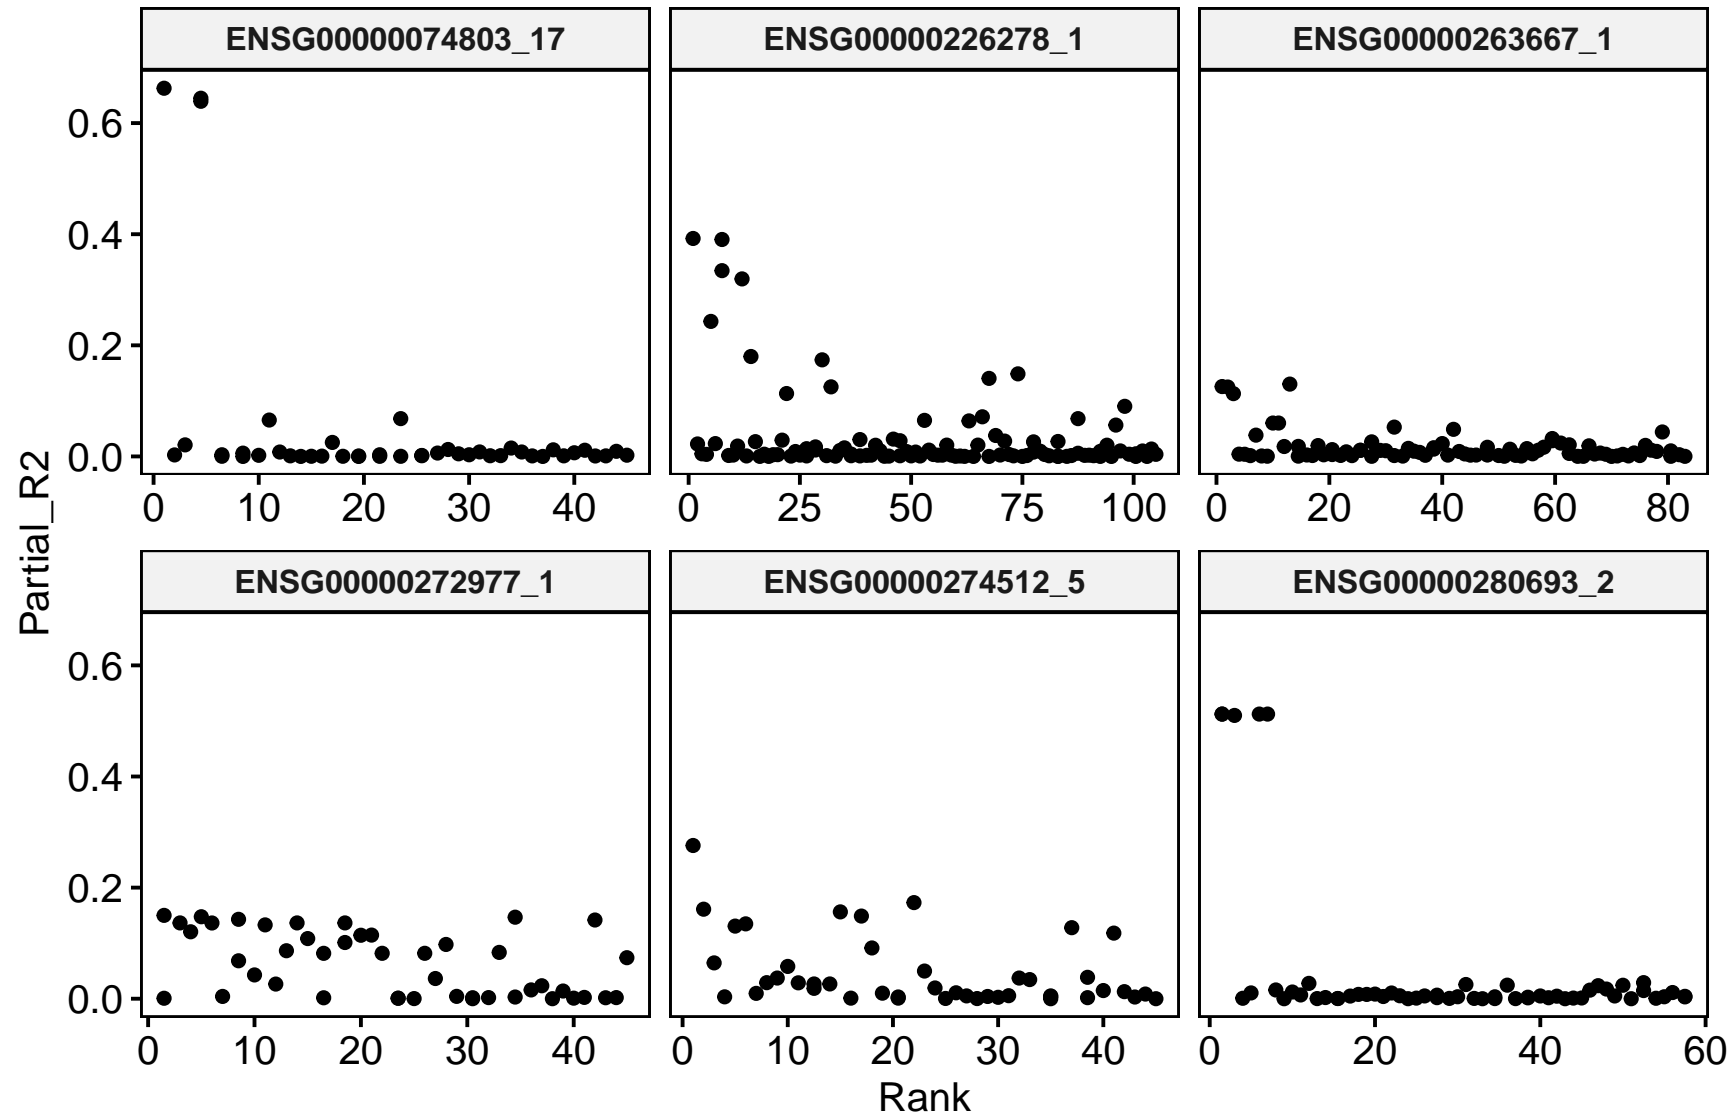 ENSG00000074803_17 ENSG00000226278_1 ENSG00000263667_1
0.6
0.4
0.2
0.0
0 10 20 30 40 0 25 50 75 100 0 20 40 60 80
Partial_R2
ENSG00000272977_1 ENSG00000274512_5 ENSG00000280693_2
0.6
0.4
0.2
0.0
0 10 20 30 40 0 10 20 30 40 0 20 40 60
Rank